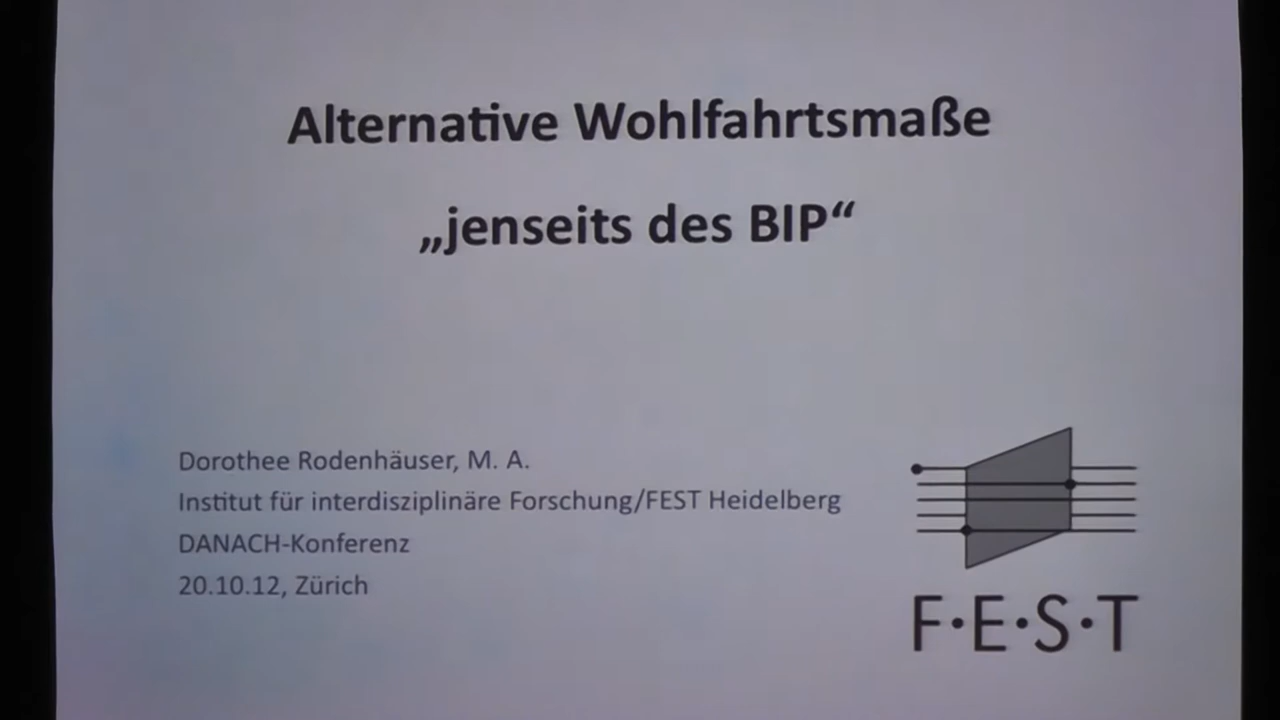 Alternative Wohlfahrtsmaße
„jenseits des BIP“
Dorothee Rodenhäuser, M. A.
Institut für interdisziplinäre Forschung/FEST Heidelberg
DANACH-Konferenz
20.10.12, Zürich
F·E·S·T